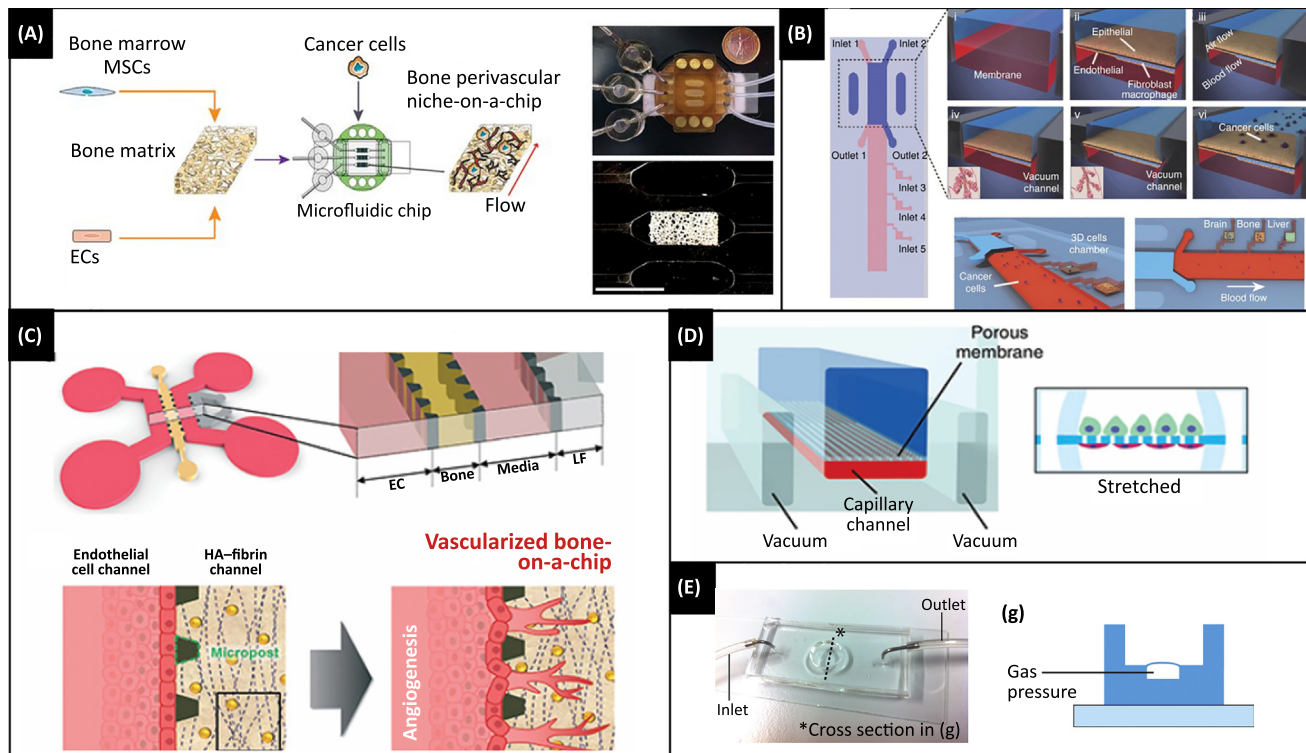 (A)
Bone marrow
MSCs
Bone matrix
ECs
Cancer cells
Microfluidic chip
Bone perivascular
niche-on-a-chip
Flow
(B)
Inlet 1
Inlet 2
Outlet 1
Outlet 2
Inlet 3
Inlet 4
Inlet 5
i
Membrane
ii
Epithelial
Endothelial
Fibroblast
macrophage
iii
Air flow
Blood flow
iv
Vacuum
channel
v
Vacuum
channel
vi
Cancer cells
3D cells
chamber
Cancer
cells
Brain
Bone
Liver
Blood flow
(C)
EC
Bone
Media
LF
Endothelial
cell channel
HA–fibrin
channel
Micropost
Vascularized bone-
on-a-chip
Angiogenesis
(D)
Porous
membrane
Capillary
channel
Vacuum
Vacuum
Stretched
(E)
Outlet
*
Inlet
*Cross section in (g)
(g)
Gas
pressure